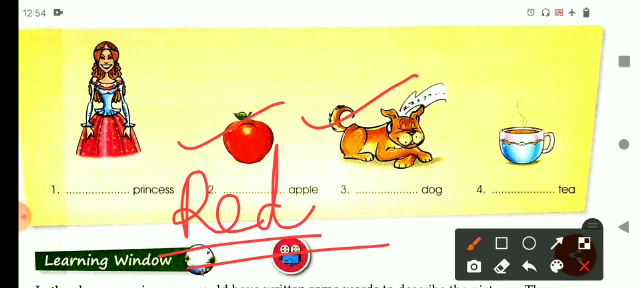 12:54
1. .................... princess 2. .................... apple 3. .................... dog 4. .................... tea
Red
Learning Window